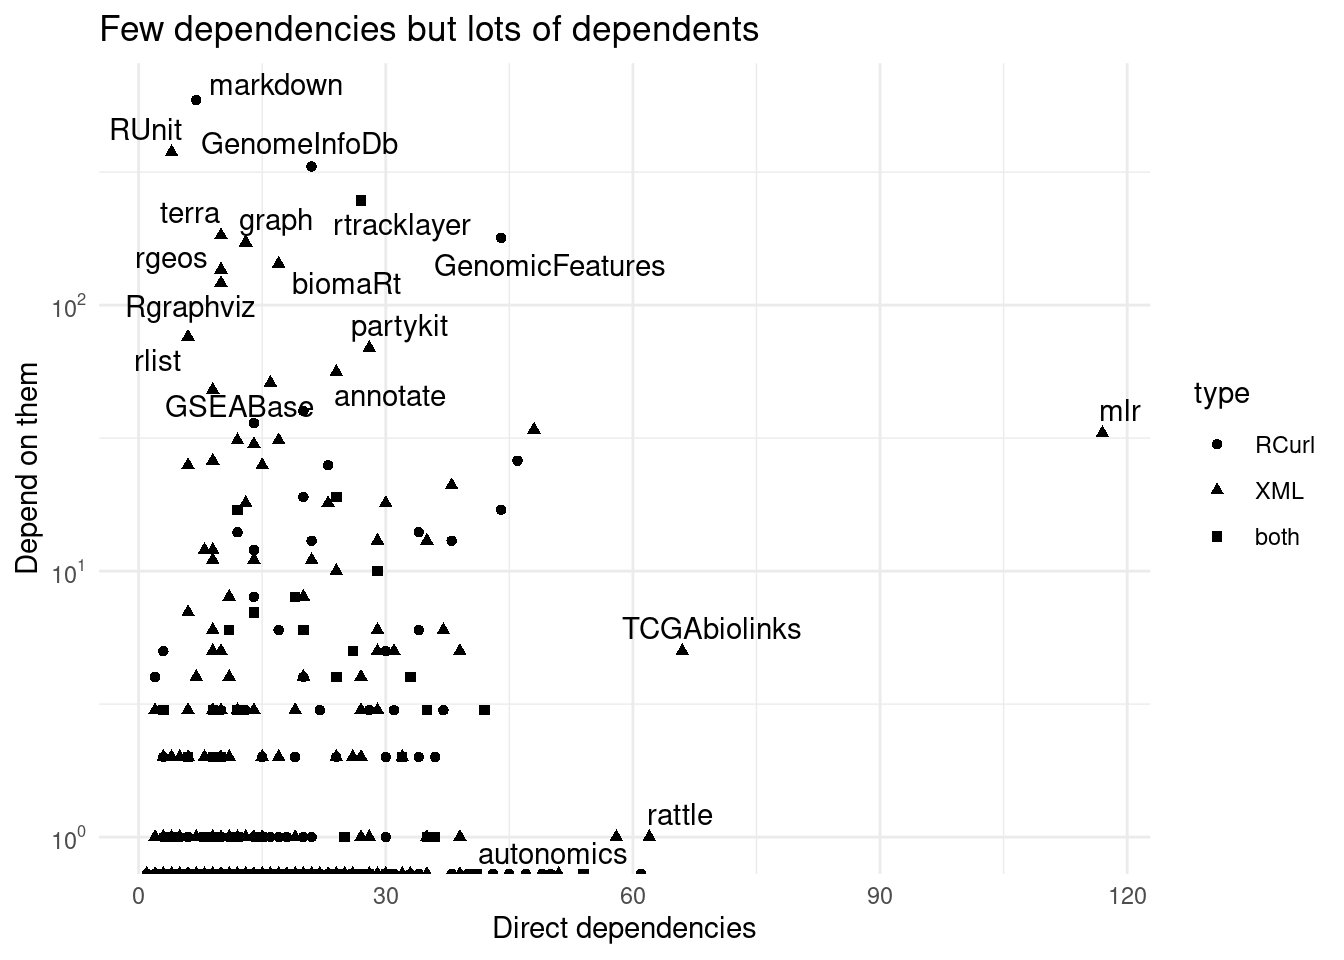 Few dependencies but lots of dependents
markdown
RUnit
GenomeInfoDb
terra
graph
rtracklayer
rgeos
GenomicFeatures
biomaRt
Rgraphviz
10²
partykit
rlist
annotate
GSEABase
mlr
Depend on them
10¹
TCGAbiolinks
rattle
10⁰
autonomics
0
30
60
90
120
Direct dependencies
type
RCurl
XML
both